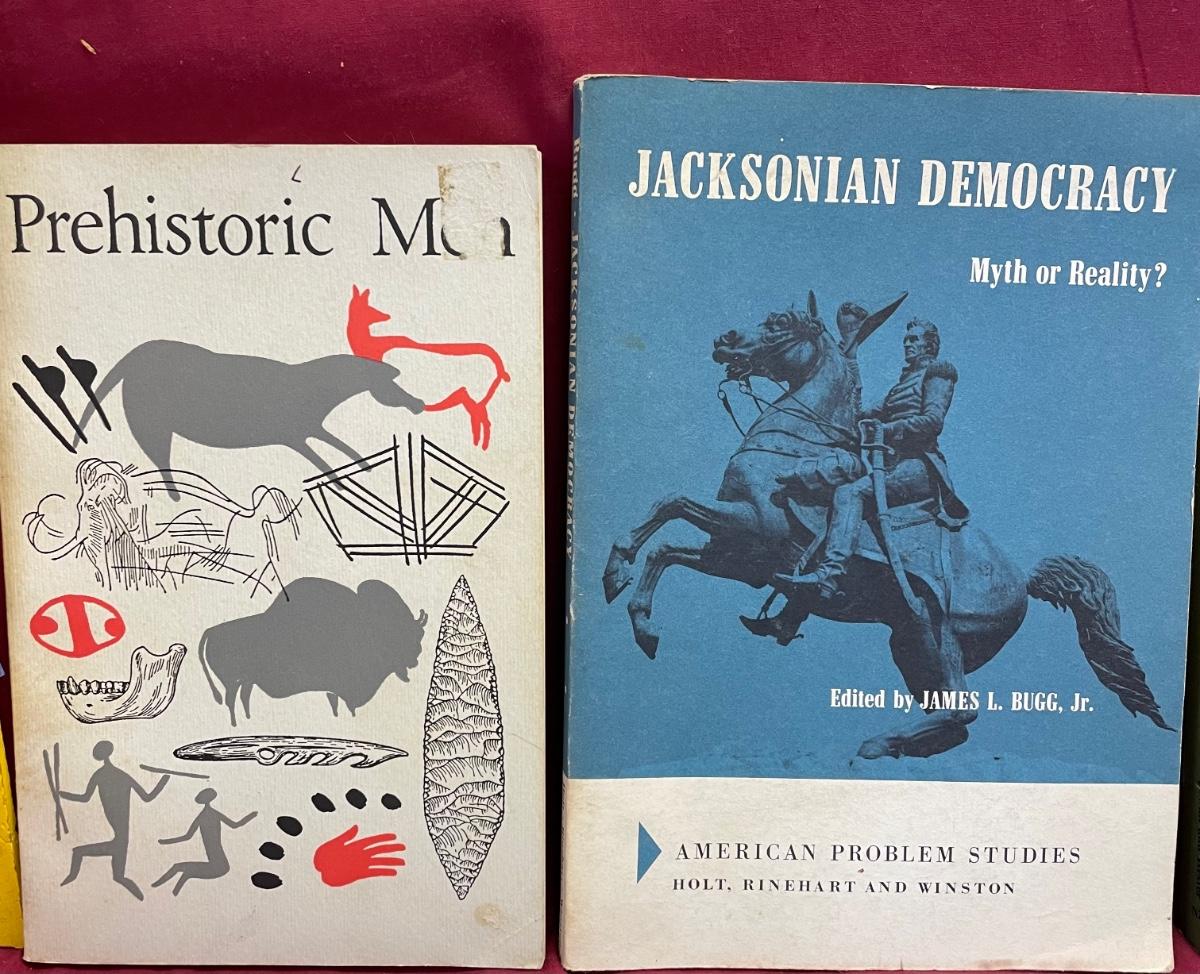 Prehistoric Men
JACKSONIAN DEMOCRACY
Myth or Reality?
Edited by JAMES L. BUGG, Jr.
AMERICAN PROBLEM STUDIES
HOLT, RINEHART AND WINSTON
Bugg · JACKSONIAN DEMOCRACY